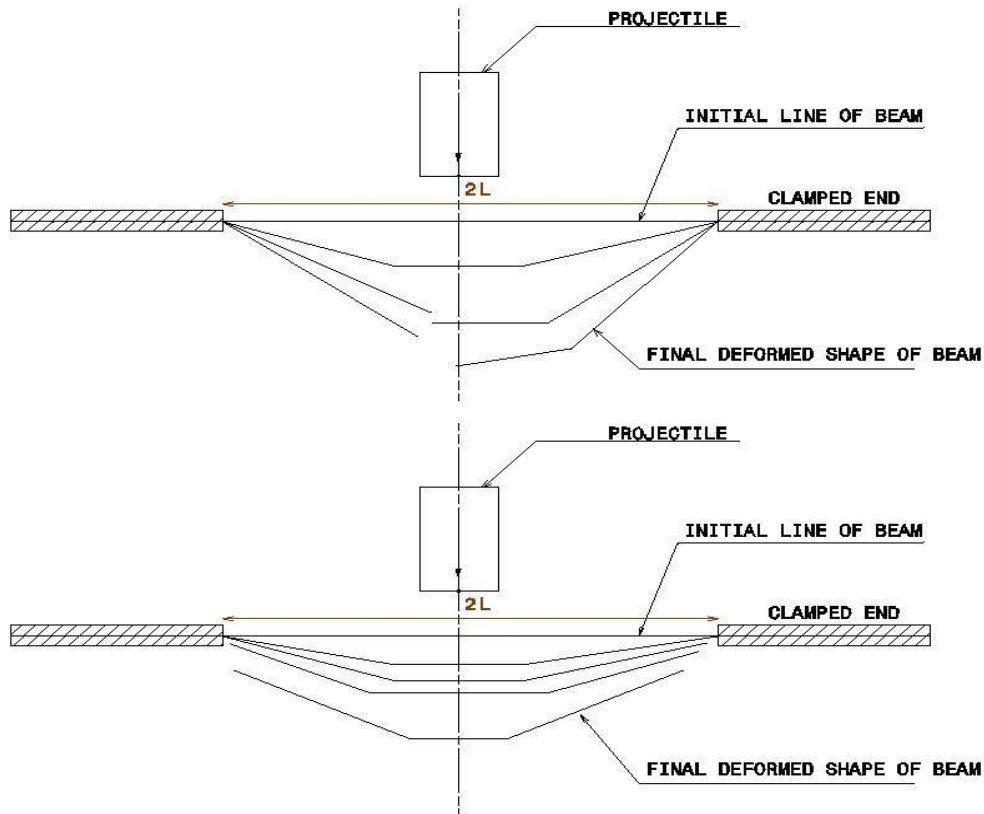 PROJECTILE
INITIAL LINE OF BEAM
2L
CLAMPED END
FINAL DEFORMED SHAPE OF BEAM
PROJECTILE
INITIAL LINE OF BEAM
2L
CLAMPED END
FINAL DEFORMED SHAPE OF BEAM